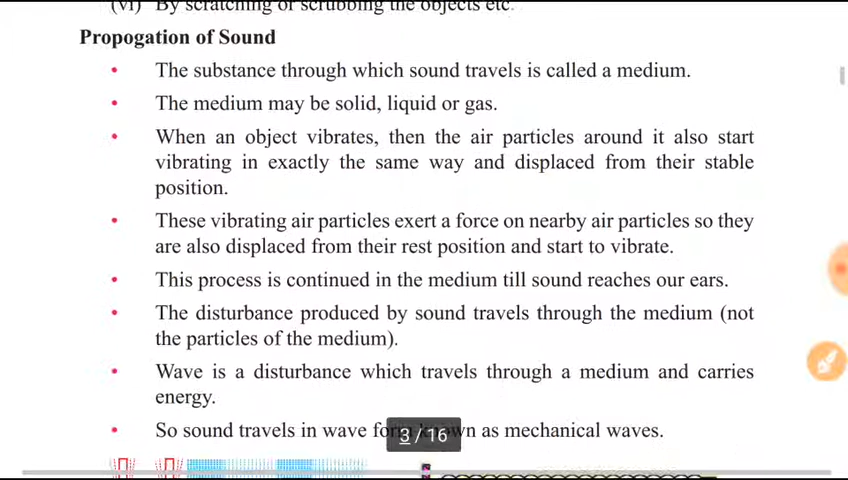 (vi) By scratching or scrubbing the objects etc.
Propogation of Sound
• The substance through which sound travels is called a medium.
• The medium may be solid, liquid or gas.
• When an object vibrates, then the air particles around it also start
vibrating in exactly the same way and displaced from their stable
position.
• These vibrating air particles exert a force on nearby air particles so they
are also displaced from their rest position and start to vibrate.
• This process is continued in the medium till sound reaches our ears.
• The disturbance produced by sound travels through the medium (not
the particles of the medium).
• Wave is a disturbance which travels through a medium and carries
energy.
• So sound travels in wave form known as mechanical waves.
3 / 16